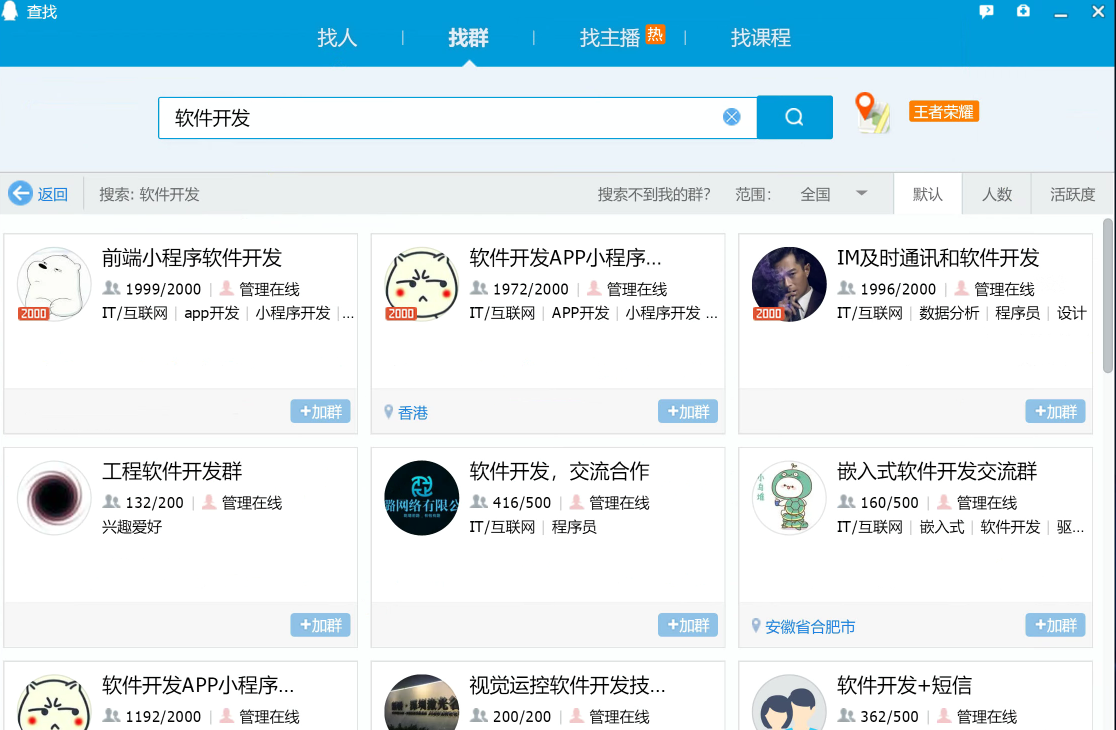 查找
找人
找群
找主播 热
找课程
软件开发
王者荣耀
返回
搜索: 软件开发
搜索不到我的群?
范围:
全国
默认
人数
活跃度
前端小程序软件开发
1999/2000 | 管理在线
IT/互联网 | app开发 | 小程序开发 |...
2000
+加群
软件开发APP小程序...
1972/2000 | 管理在线
IT/互联网 | APP开发 | 小程序开发 ...
2000
香港
+加群
IM及时通讯和软件开发
1996/2000 | 管理在线
IT/互联网 | 数据分析 | 程序员 | 设计
2000
+加群
工程软件开发群
132/200 | 管理在线
兴趣爱好
+加群
软件开发，交流合作
416/500 | 管理在线
IT/互联网 | 程序员
璐网络有限公
+加群
嵌入式软件开发交流群
160/500 | 管理在线
IT/互联网 | 嵌入式 | 软件开发 | 驱...
安徽省合肥市
+加群
软件开发APP小程序...
1192/2000 | 管理在线
视觉运控软件开发技...
200/200 | 管理在线
软件开发+短信
362/500 | 管理在线